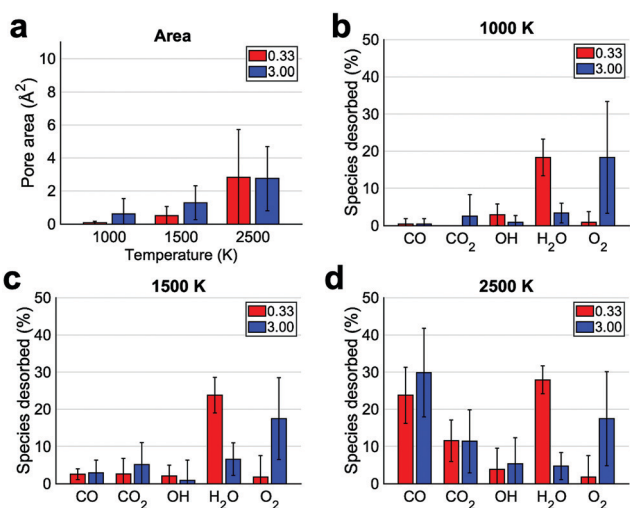 a
Area
Pore area (Å²)
10
8
6
4
2
0
0.33
3.00
1000 1500 2500
Temperature (K)
b
1000 K
Species desorbed (%)
50
40
30
20
10
0
0.33
3.00
CO CO₂ OH H₂O O₂
c
1500 K
Species desorbed (%)
50
40
30
20
10
0
0.33
3.00
CO CO₂ OH H₂O O₂
d
2500 K
Species desorbed (%)
50
40
30
20
10
0
0.33
3.00
CO CO₂ OH H₂O O₂